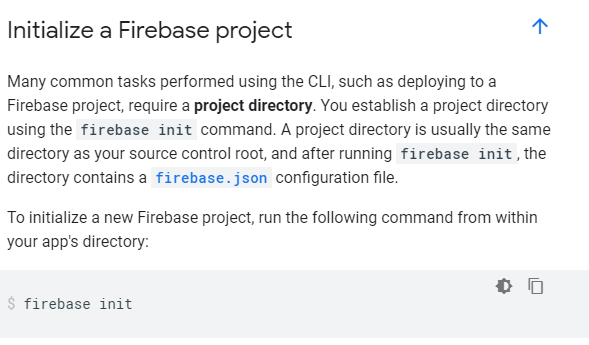 Initialize a Firebase project
Many common tasks performed using the CLI, such as deploying to a
Firebase project, require a project directory. You establish a project directory
using the firebase init command. A project directory is usually the same
directory as your source control root, and after running firebase init, the
directory contains a firebase.json configuration file.
To initialize a new Firebase project, run the following command from within
your app's directory:
$ firebase init